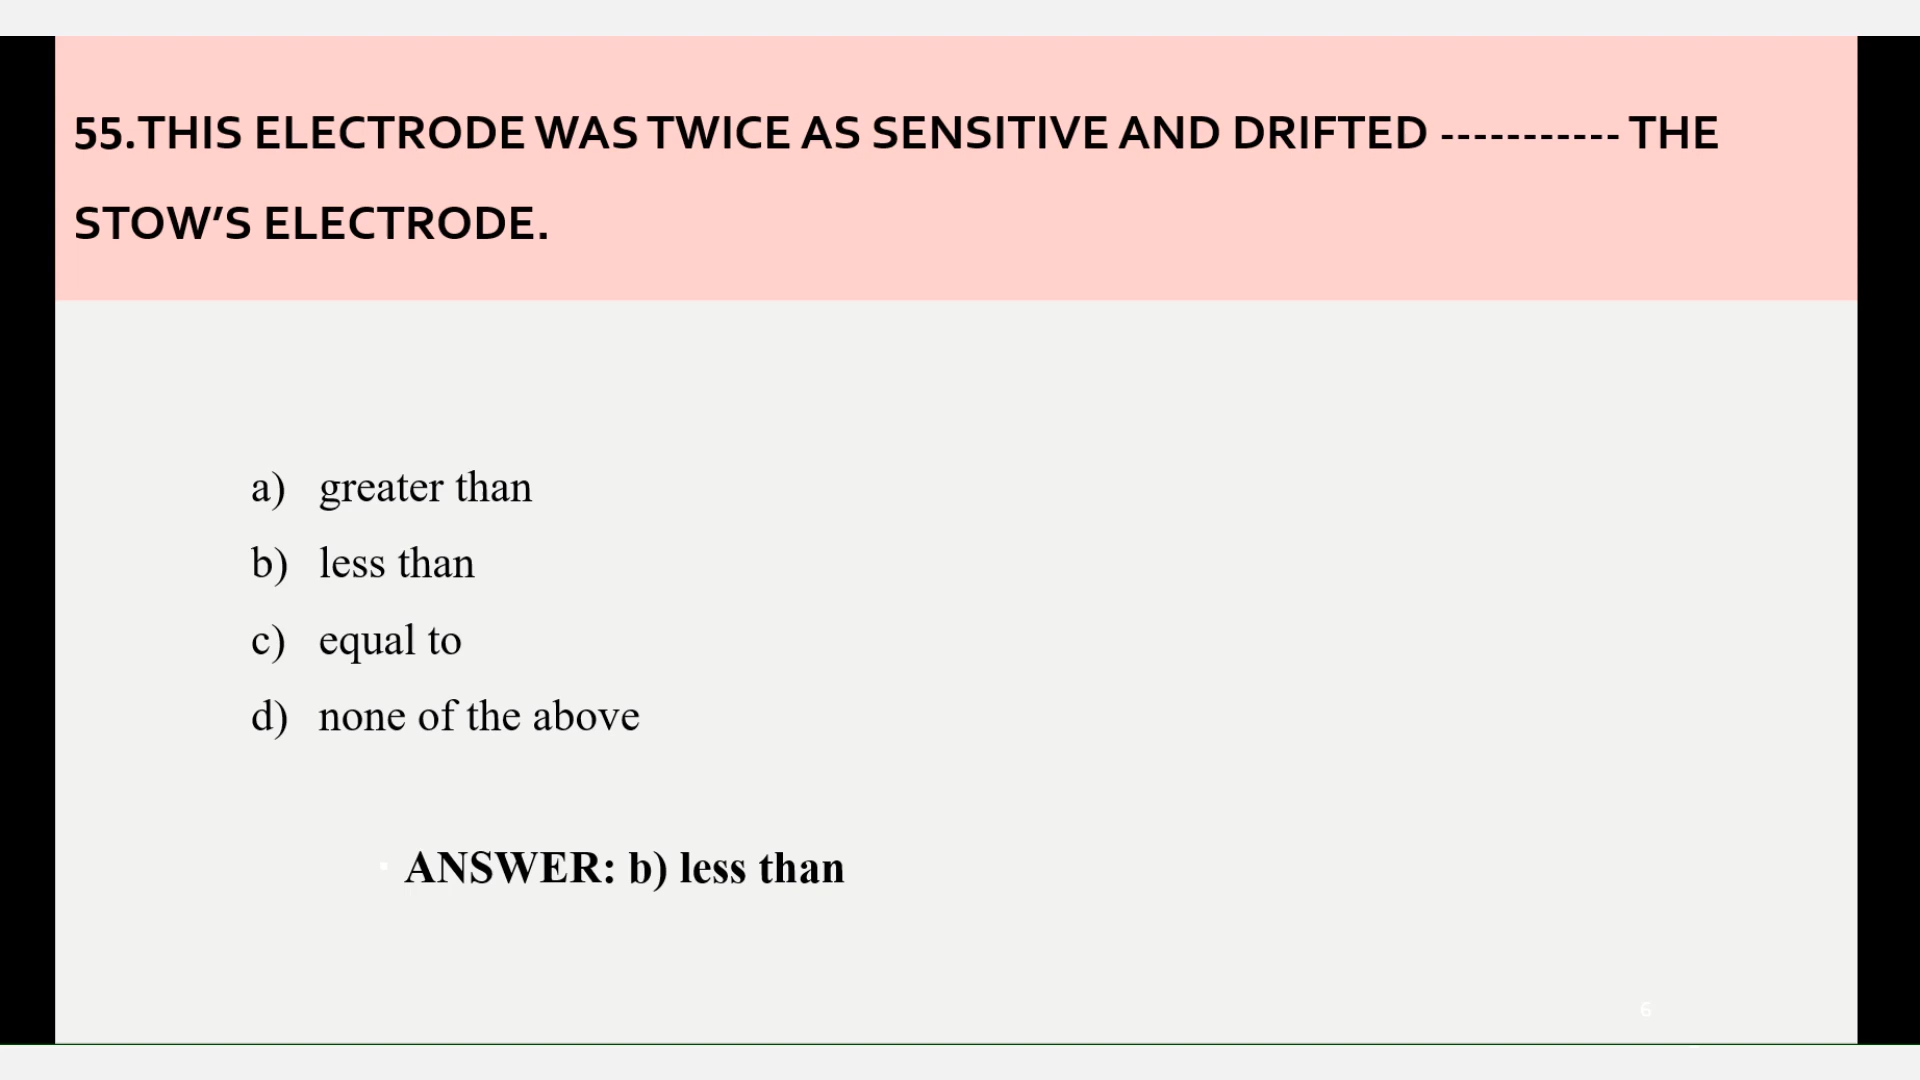 55.THIS ELECTRODE WAS TWICE AS SENSITIVE AND DRIFTED ----------- THE
STOW’S ELECTRODE.
a) greater than
b) less than
c) equal to
d) none of the above
ANSWER: b) less than
6